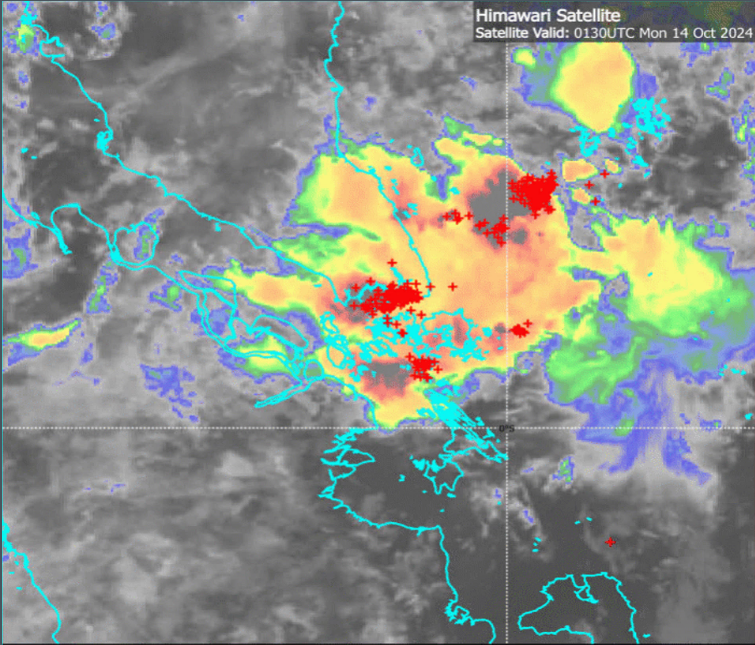 Himawari Satellite
Satellite Valid: 0130UTC Mon 14 Oct 2024